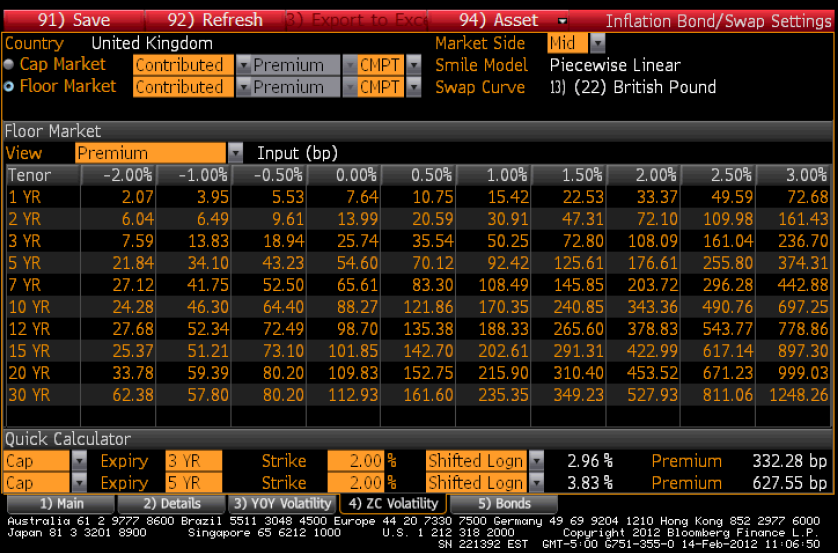 91) Save 92) Refresh 3) Export to Exce 94) Asset Inflation Bond/Swap Settings
Country United Kingdom Market Side Mid
Cap Market Contributed Premium CMPT Smile Model Piecewise Linear
Floor Market Contributed Premium CMPT Swap Curve 13) (22) British Pound
Floor Market
View Premium Input (bp)
Tenor -2.00% -1.00% -0.50% 0.00% 0.50% 1.00% 1.50% 2.00% 2.50% 3.00%
1 YR 2.07 3.95 5.53 7.64 10.75 15.42 22.53 33.37 49.59 72.68
2 YR 6.04 6.49 9.61 13.99 20.59 30.91 47.31 72.10 109.98 161.43
3 YR 7.59 13.83 18.94 25.74 35.54 50.25 72.80 108.09 161.04 236.70
5 YR 21.84 34.10 43.23 54.60 70.12 92.42 125.61 176.61 255.80 374.31
7 YR 27.12 41.75 52.50 65.61 83.30 108.49 145.85 203.72 296.28 442.88
10 YR 24.28 46.30 64.40 88.27 121.86 170.35 240.85 343.36 490.76 697.25
12 YR 27.68 52.34 72.49 98.70 135.38 188.33 265.60 378.83 543.77 778.86
15 YR 25.37 51.21 73.10 101.85 142.70 202.61 291.31 422.99 617.14 897.30
20 YR 33.78 59.39 80.20 109.83 152.75 215.90 310.40 453.52 671.23 999.03
30 YR 62.38 57.80 80.20 112.93 161.60 235.35 349.23 527.93 811.06 1248.26
Quick Calculator
Cap Expiry 3 YR Strike 2.00 % Shifted Logn 2.96 % Premium 332.28 bp
Cap Expiry 5 YR Strike 2.00 % Shifted Logn 3.83 % Premium 627.55 bp
1) Main 2) Details 3) YOY Volatility 4) ZC Volatility 5) Bonds
Australia 61 2 9777 8600 Brazil 5511 3048 4500 Europe 44 20 7330 7500 Germany 49 69 9204 1210 Hong Kong 852 2977 6000
Japan 81 3 3201 8900 Singapore 65 6212 1000 U.S. 1 212 318 2000 Copyright 2012 Bloomberg Finance L.P.
SN 221392 EST GMT-5:00 G751-355-0 14-Feb-2012 11:06:50